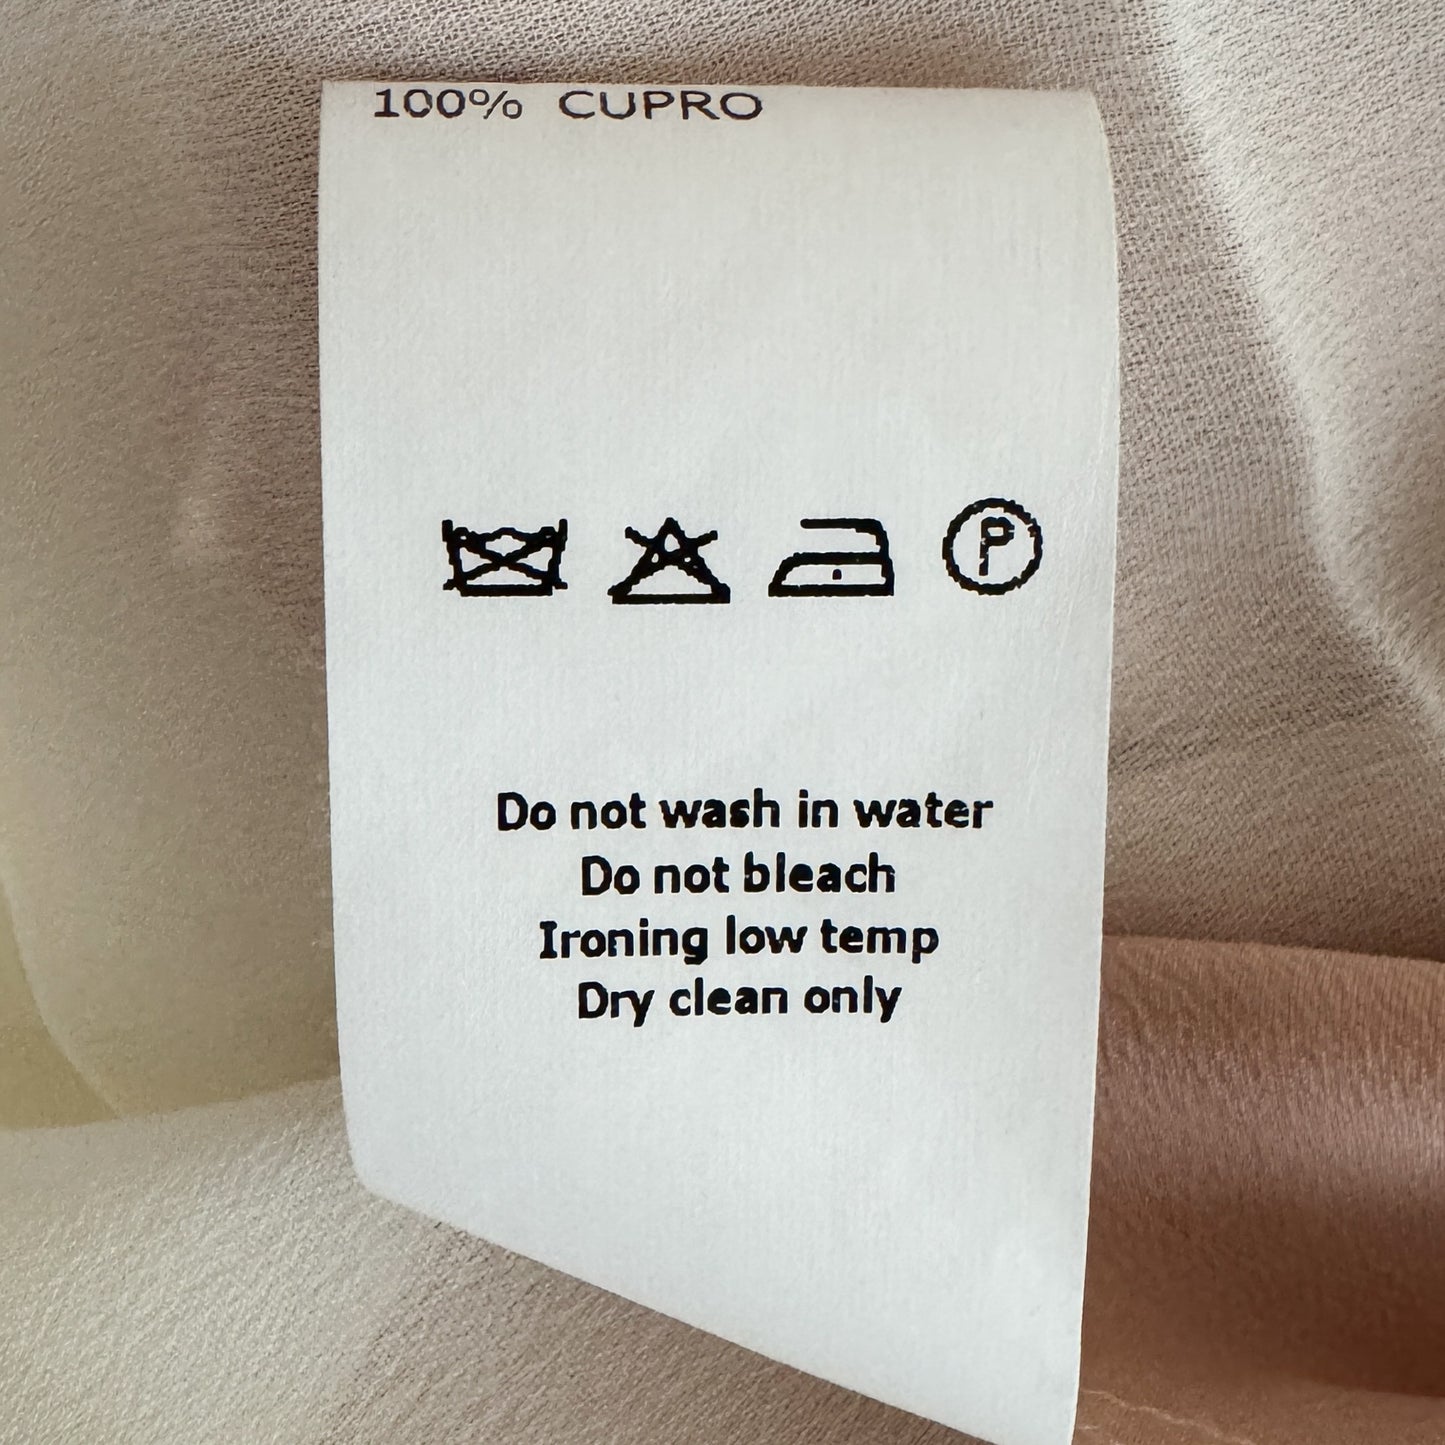 100% CUPRO
P
Do not wash in water
Do not bleach
Ironing low temp
Dry clean only